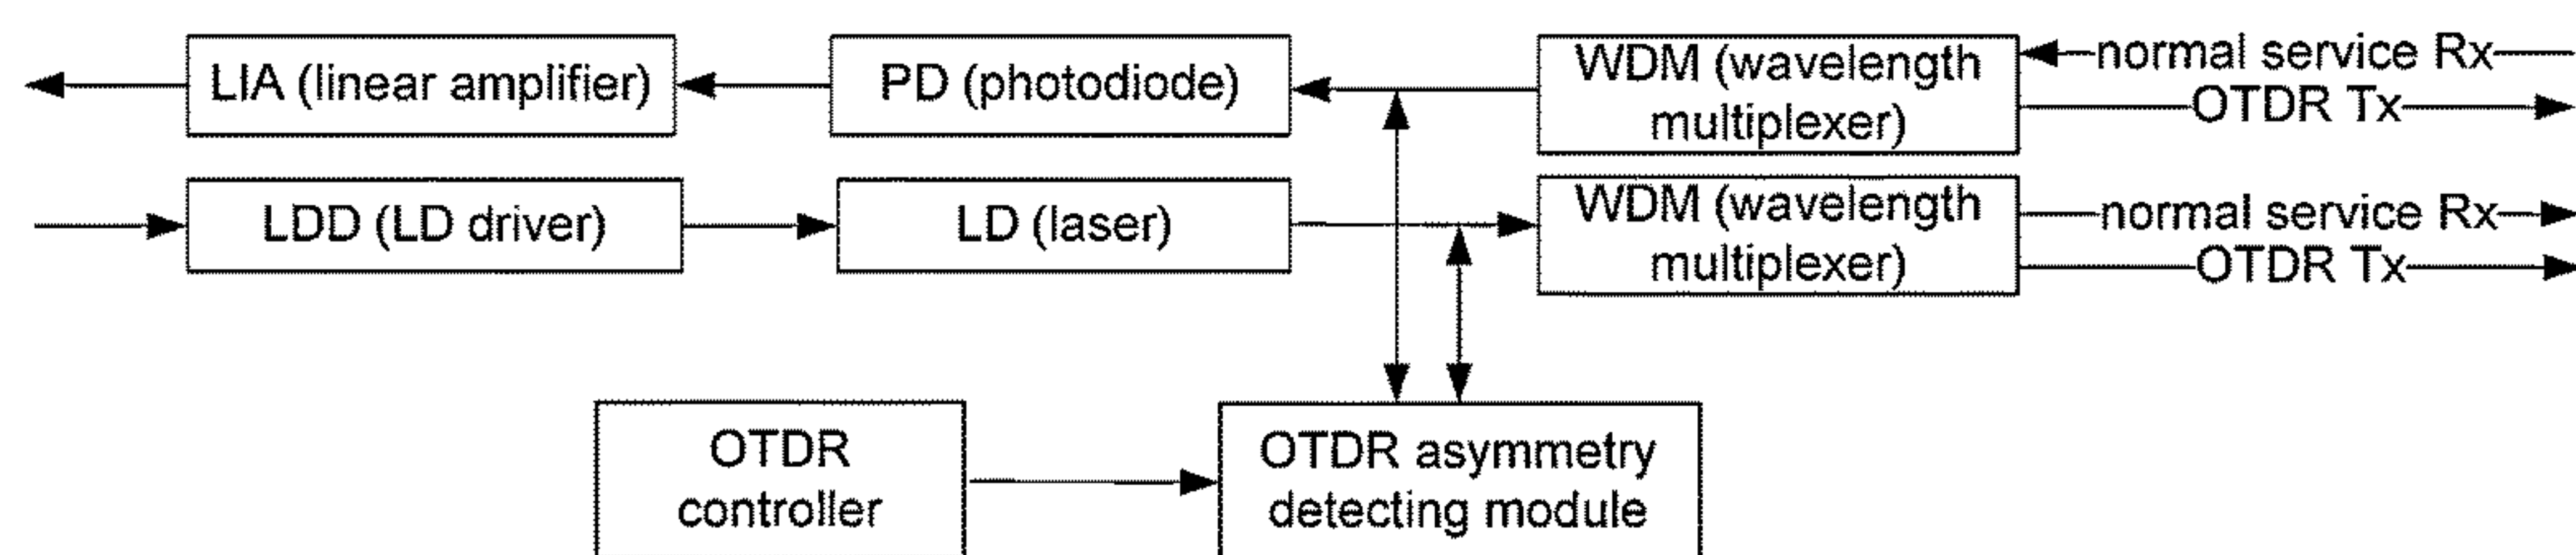 LIA (linear amplifier)
PD (photodiode)
WDM (wavelength
multiplexer)
normal service Rx
OTDR Tx
LDD (LD driver)
LD (laser)
WDM (wavelength
multiplexer)
normal service Rx
OTDR Tx
OTDR
controller
OTDR asymmetry
detecting module